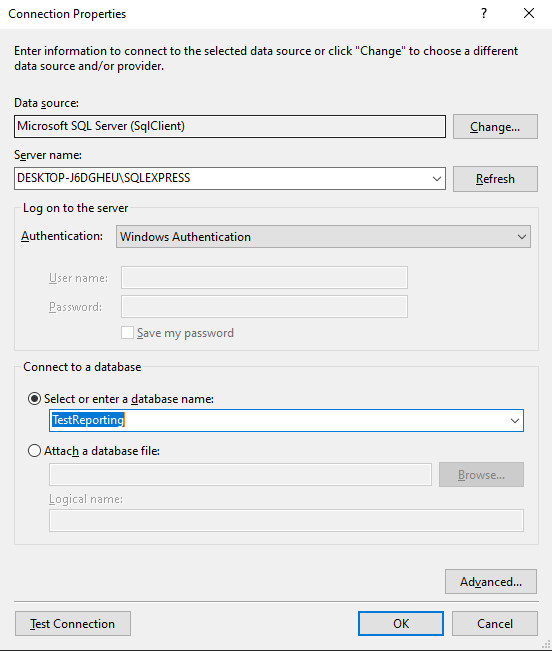 Connection Properties
?
Enter information to connect to the selected data source or click "Change" to choose a different
data source and/or provider.
Data source:
Microsoft SQL Server (SqlClient)
Change...
Server name:
DESKTOP-J6DGHEU\SQLEXPRESS
Refresh
Log on to the server
Authentication:
Windows Authentication
User name:
Password:
Save my password
Connect to a database
Select or enter a database name:
TestReporting
Attach a database file:
Browse...
Logical name:
Advanced...
Test Connection
OK
Cancel